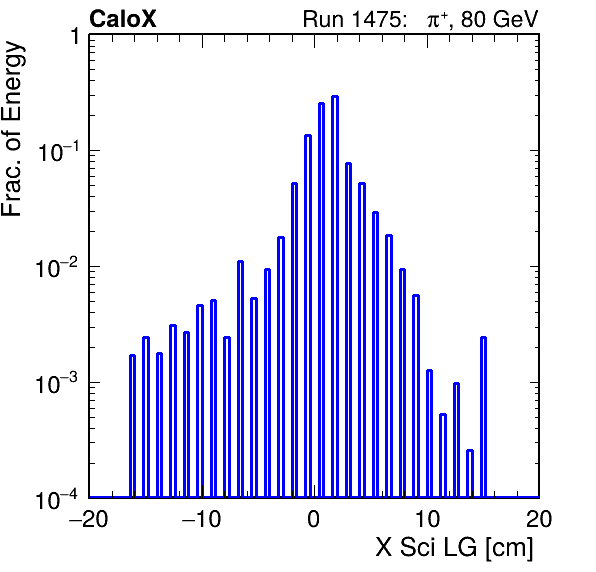 CaloX Run 1475: π⁺, 80 GeV
Frac. of Energy
1
10⁻¹
10⁻²
10⁻³
10⁻⁴
−20 −10 0 10 20
X Sci LG [cm]